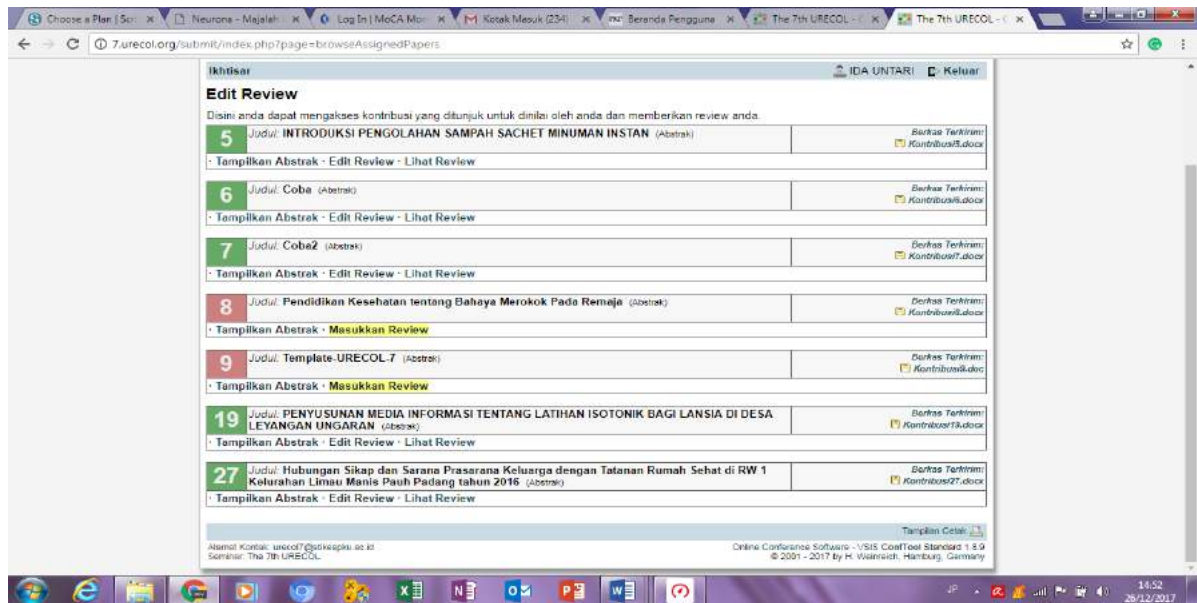 Choose a Plan | Scr
Neurona - Majalah
Log In | MoCA Mon
Kotak Masuk (234)
Beranda Pengguna
The 7th URECOL - (
The 7th URECOL - (
7.urecol.org/submit/index.php?page=browseAssignedPapers
Ikhtisar
IDA UNTARI Keluar
Edit Review
Disini anda dapat mengakses kontribusi yang ditunjuk untuk dinilai oleh anda dan memberikan review anda.
5 Judul: INTRODUKSI PENGOLAHAN SAMPAH SACHET MINUMAN INSTAN (Abstrak)
Berkas Terkirim:
Kontribusi5.docx
· Tampilkan Abstrak · Edit Review · Lihat Review
6 Judul: Coba (Abstrak)
Berkas Terkirim:
Kontribusi6.docx
· Tampilkan Abstrak · Edit Review · Lihat Review
7 Judul: Coba2 (Abstrak)
Berkas Terkirim:
Kontribusi7.docx
· Tampilkan Abstrak · Edit Review · Lihat Review
8 Judul: Pendidikan Kesehatan tentang Bahaya Merokok Pada Remaja (Abstrak)
Berkas Terkirim:
Kontribusi8.docx
· Tampilkan Abstrak · Masukkan Review
9 Judul: Template-URECOL-7 (Abstrak)
Berkas Terkirim:
Kontribusi9.doc
· Tampilkan Abstrak · Masukkan Review
19 Judul: PENYUSUNAN MEDIA INFORMASI TENTANG LATIHAN ISOTONIK BAGI LANSIA DI DESA
LEYANGAN UNGARAN (Abstrak)
Berkas Terkirim:
Kontribusi19.docx
· Tampilkan Abstrak · Edit Review · Lihat Review
27 Judul: Hubungan Sikap dan Sarana Prasarana Keluarga dengan Tatanan Rumah Sehat di RW 1
Kelurahan Limau Manis Pauh Padang tahun 2016 (Abstrak)
Berkas Terkirim:
Kontribusi27.docx
· Tampilkan Abstrak · Edit Review · Lihat Review
Tampilan Cetak
Alamat Kontak: urecol7@stikespku.ac.id
Seminar: The 7th URECOL
Online Conference Software - VSIS ConfTool Standard 1.8.9
© 2001 - 2017 by H. Weinreich, Hamburg, Germany
JP
14:52
26/12/2017